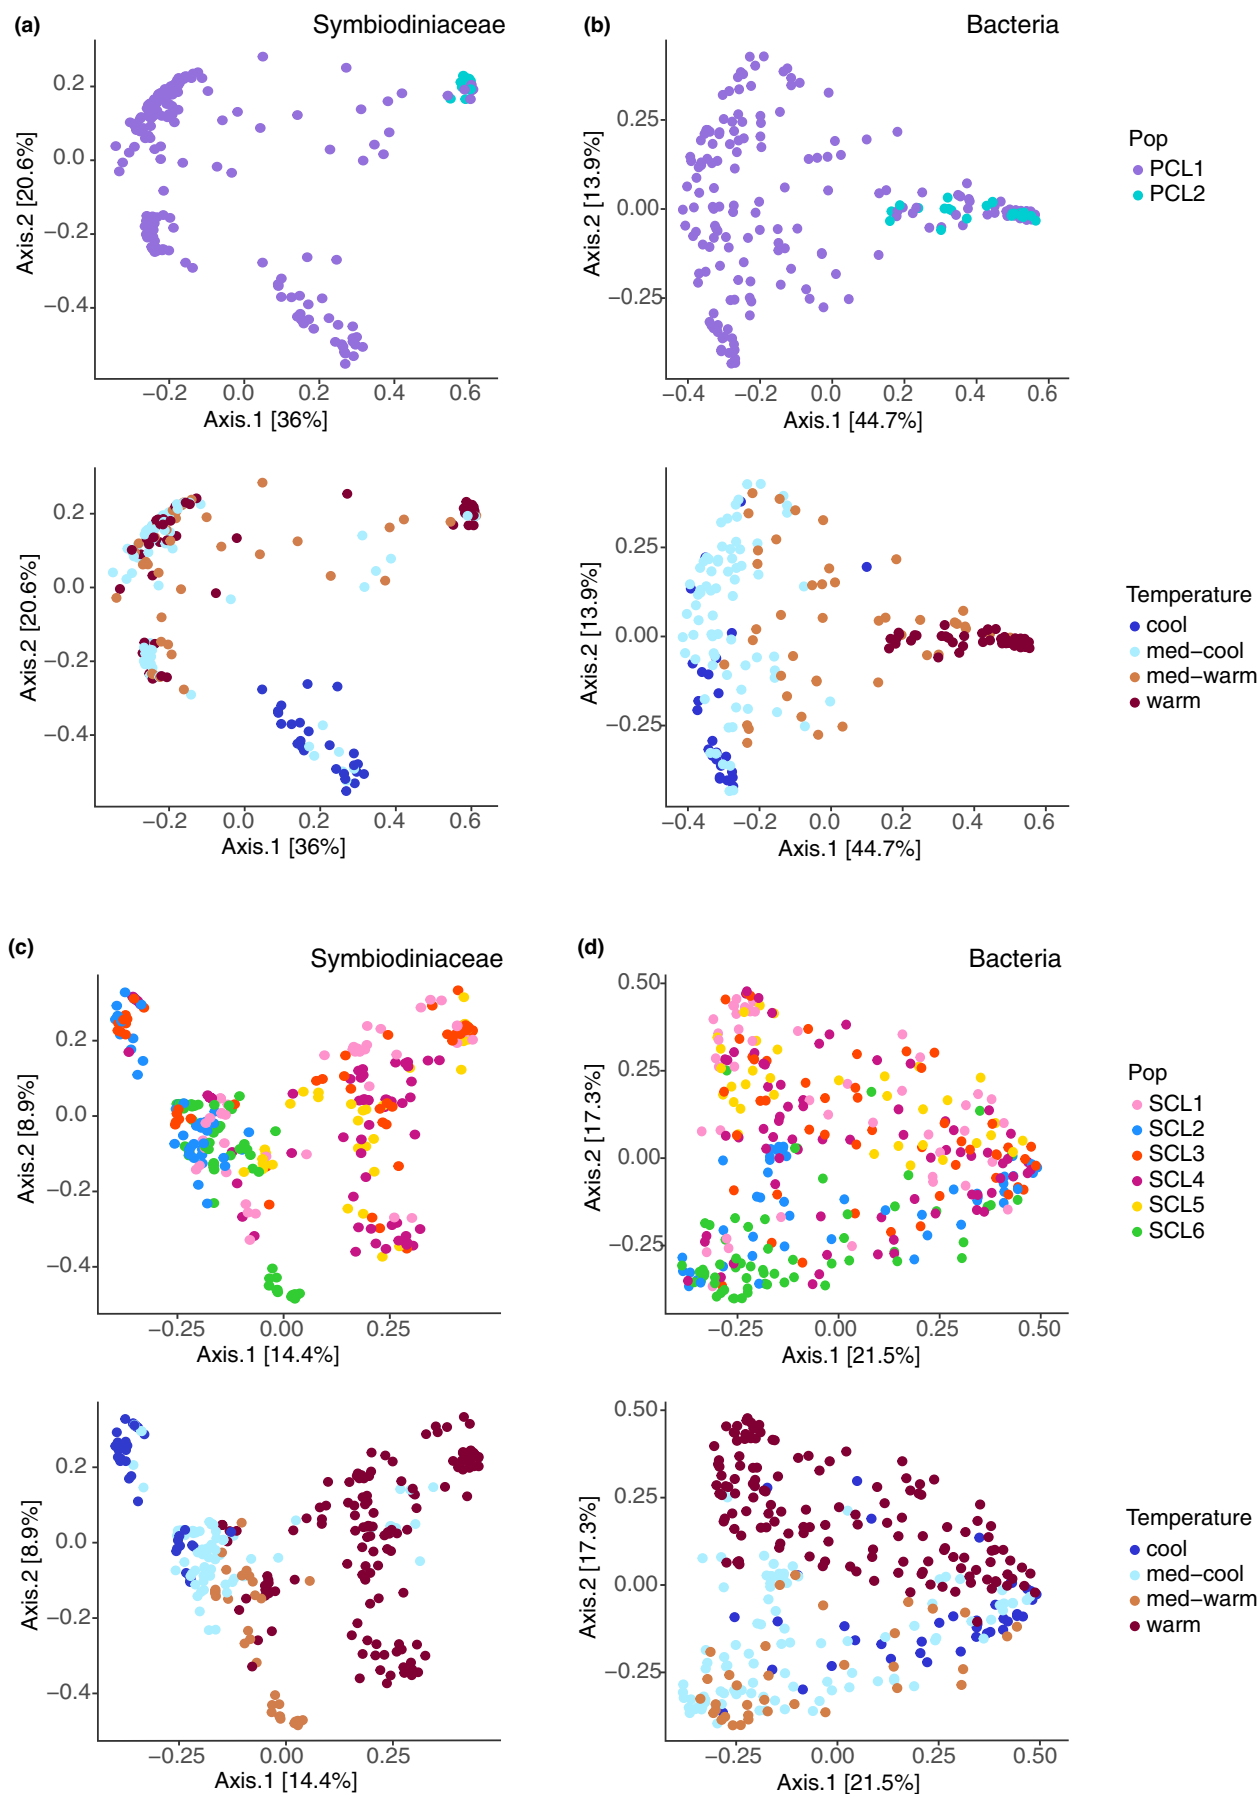 (a)
Symbiodiniaceae
Axis.2 [20.6%]
0.2
0.0
−0.2
−0.4
−0.2 0.0 0.2 0.4 0.6
Axis.1 [36%]
(b)
Bacteria
Axis.2 [13.9%]
0.25
0.00
−0.25
−0.4 −0.2 0.0 0.2 0.4 0.6
Axis.1 [44.7%]
Pop
PCL1
PCL2
Axis.2 [20.6%]
0.2
0.0
−0.2
−0.4
−0.2 0.0 0.2 0.4 0.6
Axis.1 [36%]
Axis.2 [13.9%]
0.25
0.00
−0.25
−0.4 −0.2 0.0 0.2 0.4 0.6
Axis.1 [44.7%]
Temperature
cool
med−cool
med−warm
warm
(c)
Symbiodiniaceae
Axis.2 [8.9%]
0.2
0.0
−0.2
−0.4
−0.25 0.00 0.25
Axis.1 [14.4%]
(d)
Bacteria
Axis.2 [17.3%]
0.50
0.25
0.00
−0.25
−0.25 0.00 0.25 0.50
Axis.1 [21.5%]
Pop
SCL1
SCL2
SCL3
SCL4
SCL5
SCL6
Axis.2 [8.9%]
0.2
0.0
−0.2
−0.4
−0.25 0.00 0.25
Axis.1 [14.4%]
Axis.2 [17.3%]
0.50
0.25
0.00
−0.25
−0.25 0.00 0.25 0.50
Axis.1 [21.5%]
Temperature
cool
med−cool
med−warm
warm